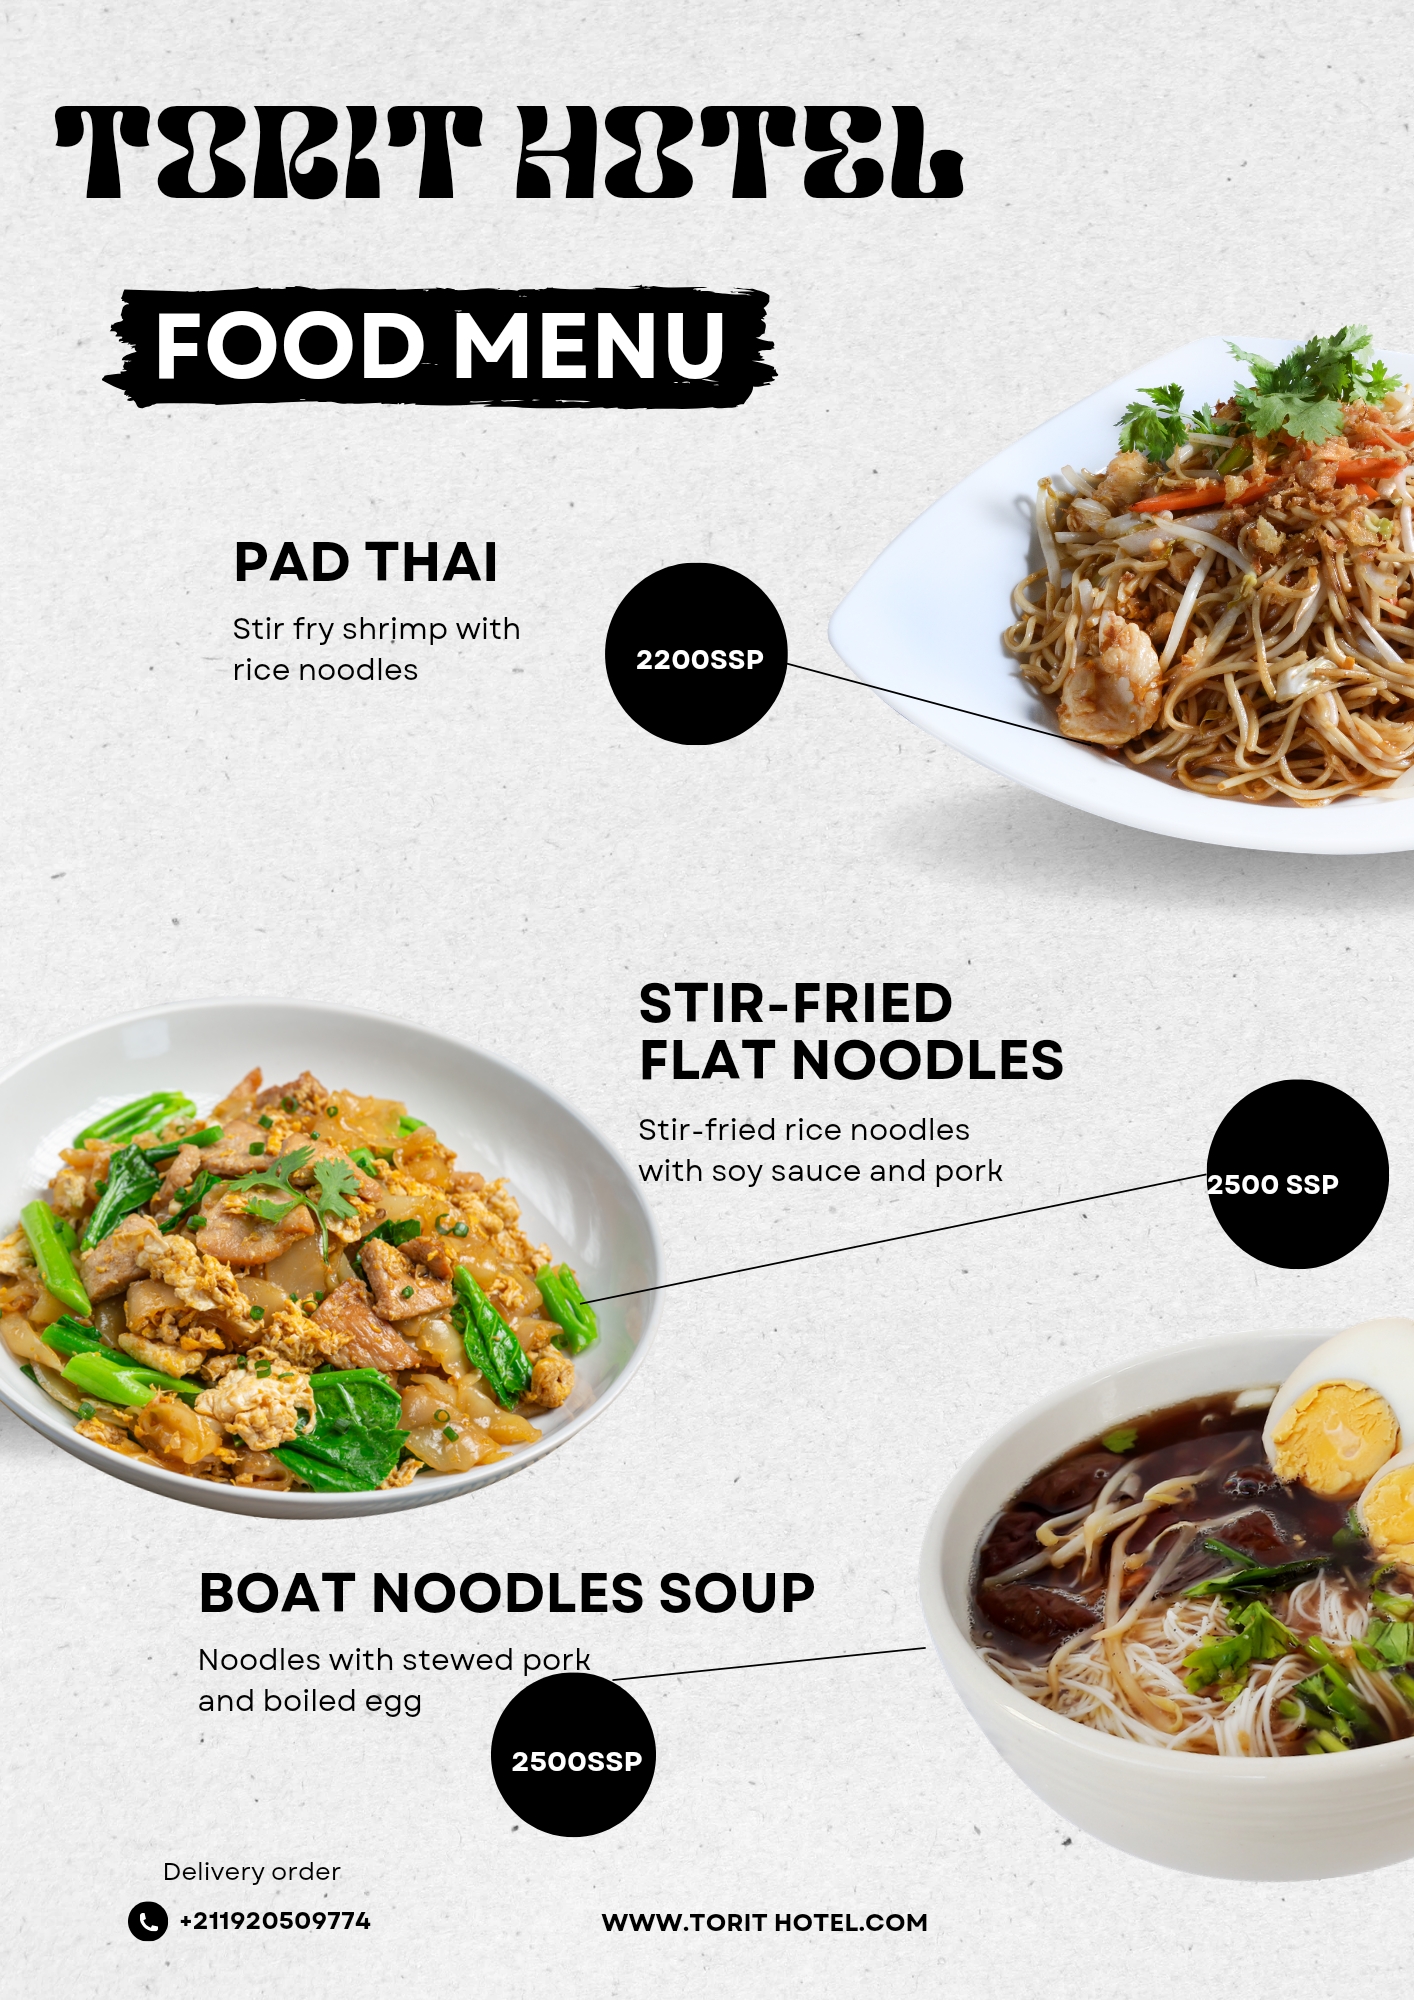 TORIT HOTEL
FOOD MENU
PAD THAI
Stir fry shrimp with
rice noodles
2200SSP
STIR-FRIED
FLAT NOODLES
Stir-fried rice noodles
with soy sauce and pork
2500 SSP
BOAT NOODLES SOUP
Noodles with stewed pork
and boiled egg
2500SSP
Delivery order
+211920509774
WWW.TORIT HOTEL.COM